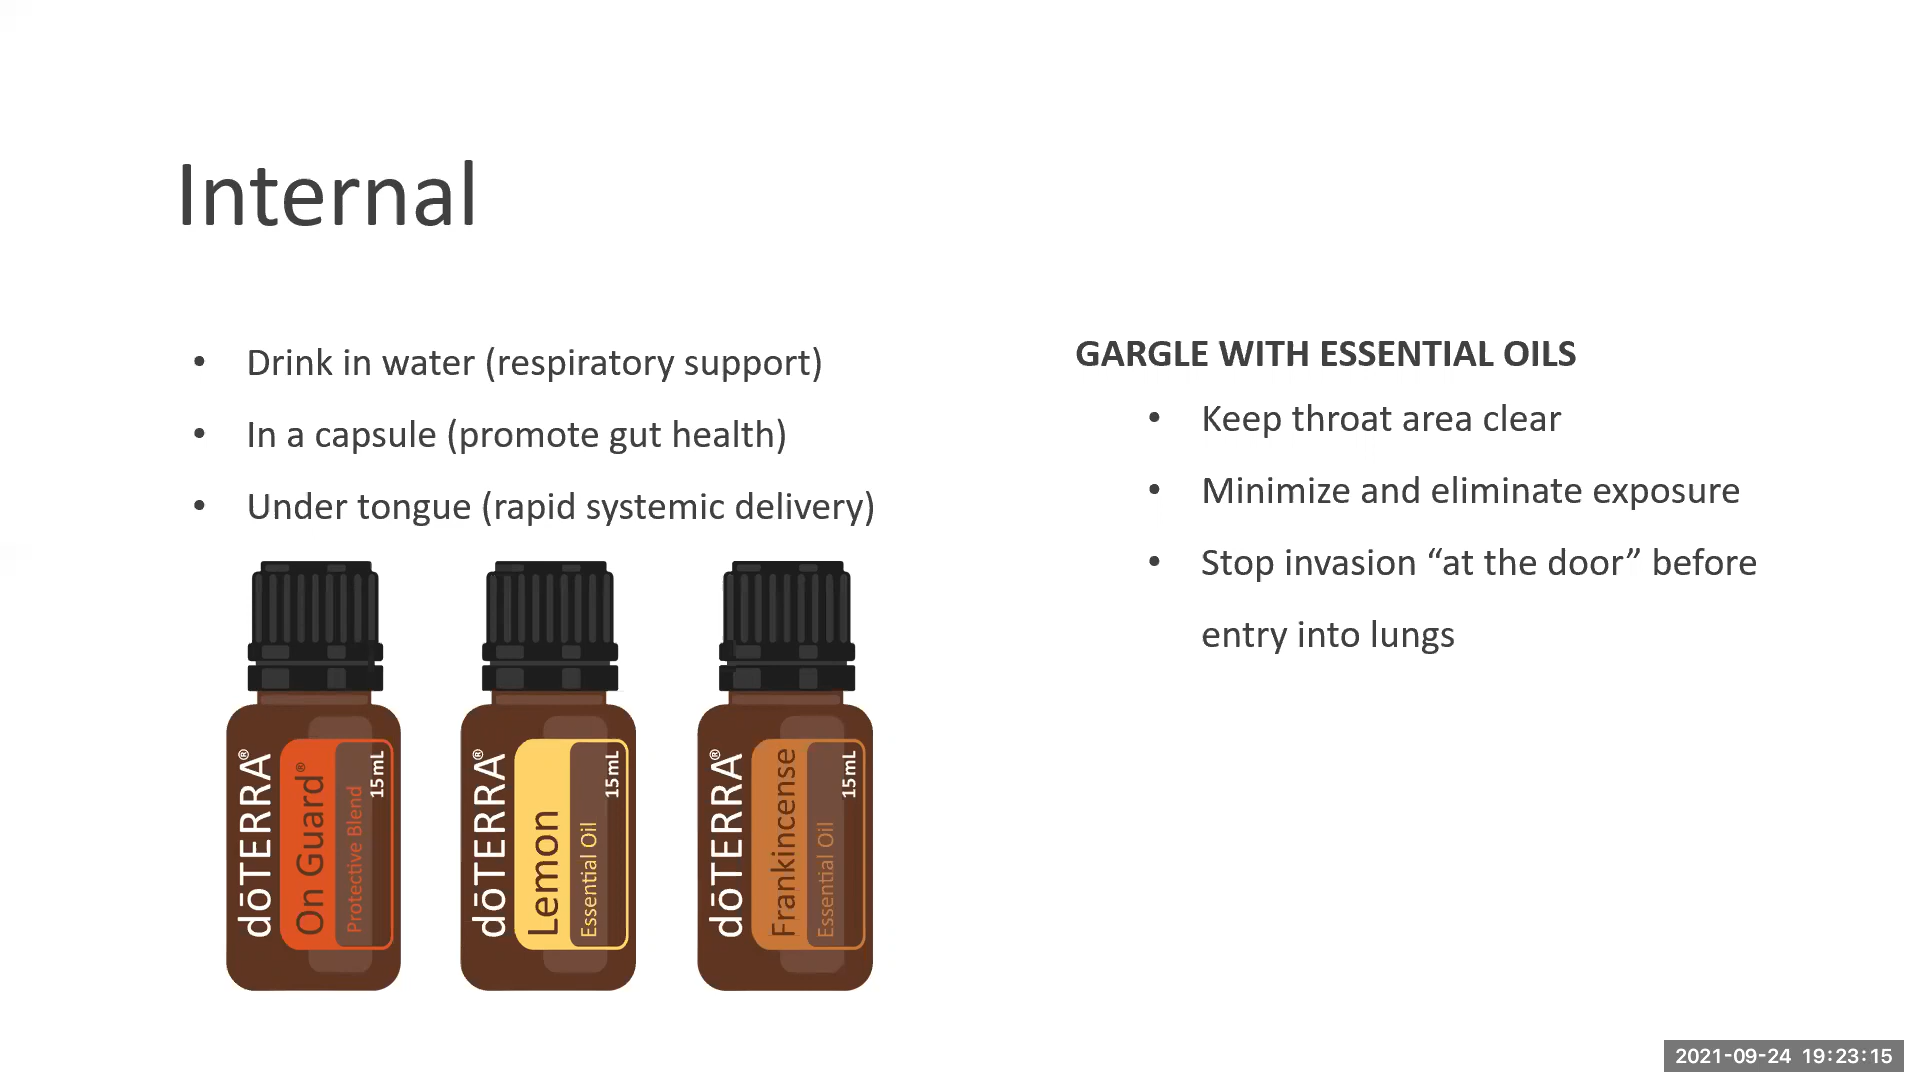 Internal
• Drink in water (respiratory support)
• In a capsule (promote gut health)
• Under tongue (rapid systemic delivery)
GARGLE WITH ESSENTIAL OILS
• Keep throat area clear
• Minimize and eliminate exposure
• Stop invasion “at the door” before
entry into lungs
dōTERRA®
On Guard®
Protective Blend
15 mL
dōTERRA®
Lemon
Essential Oil
15 mL
dōTERRA®
Frankincense
Essential Oil
15 mL
2021-09-24 19:23:15